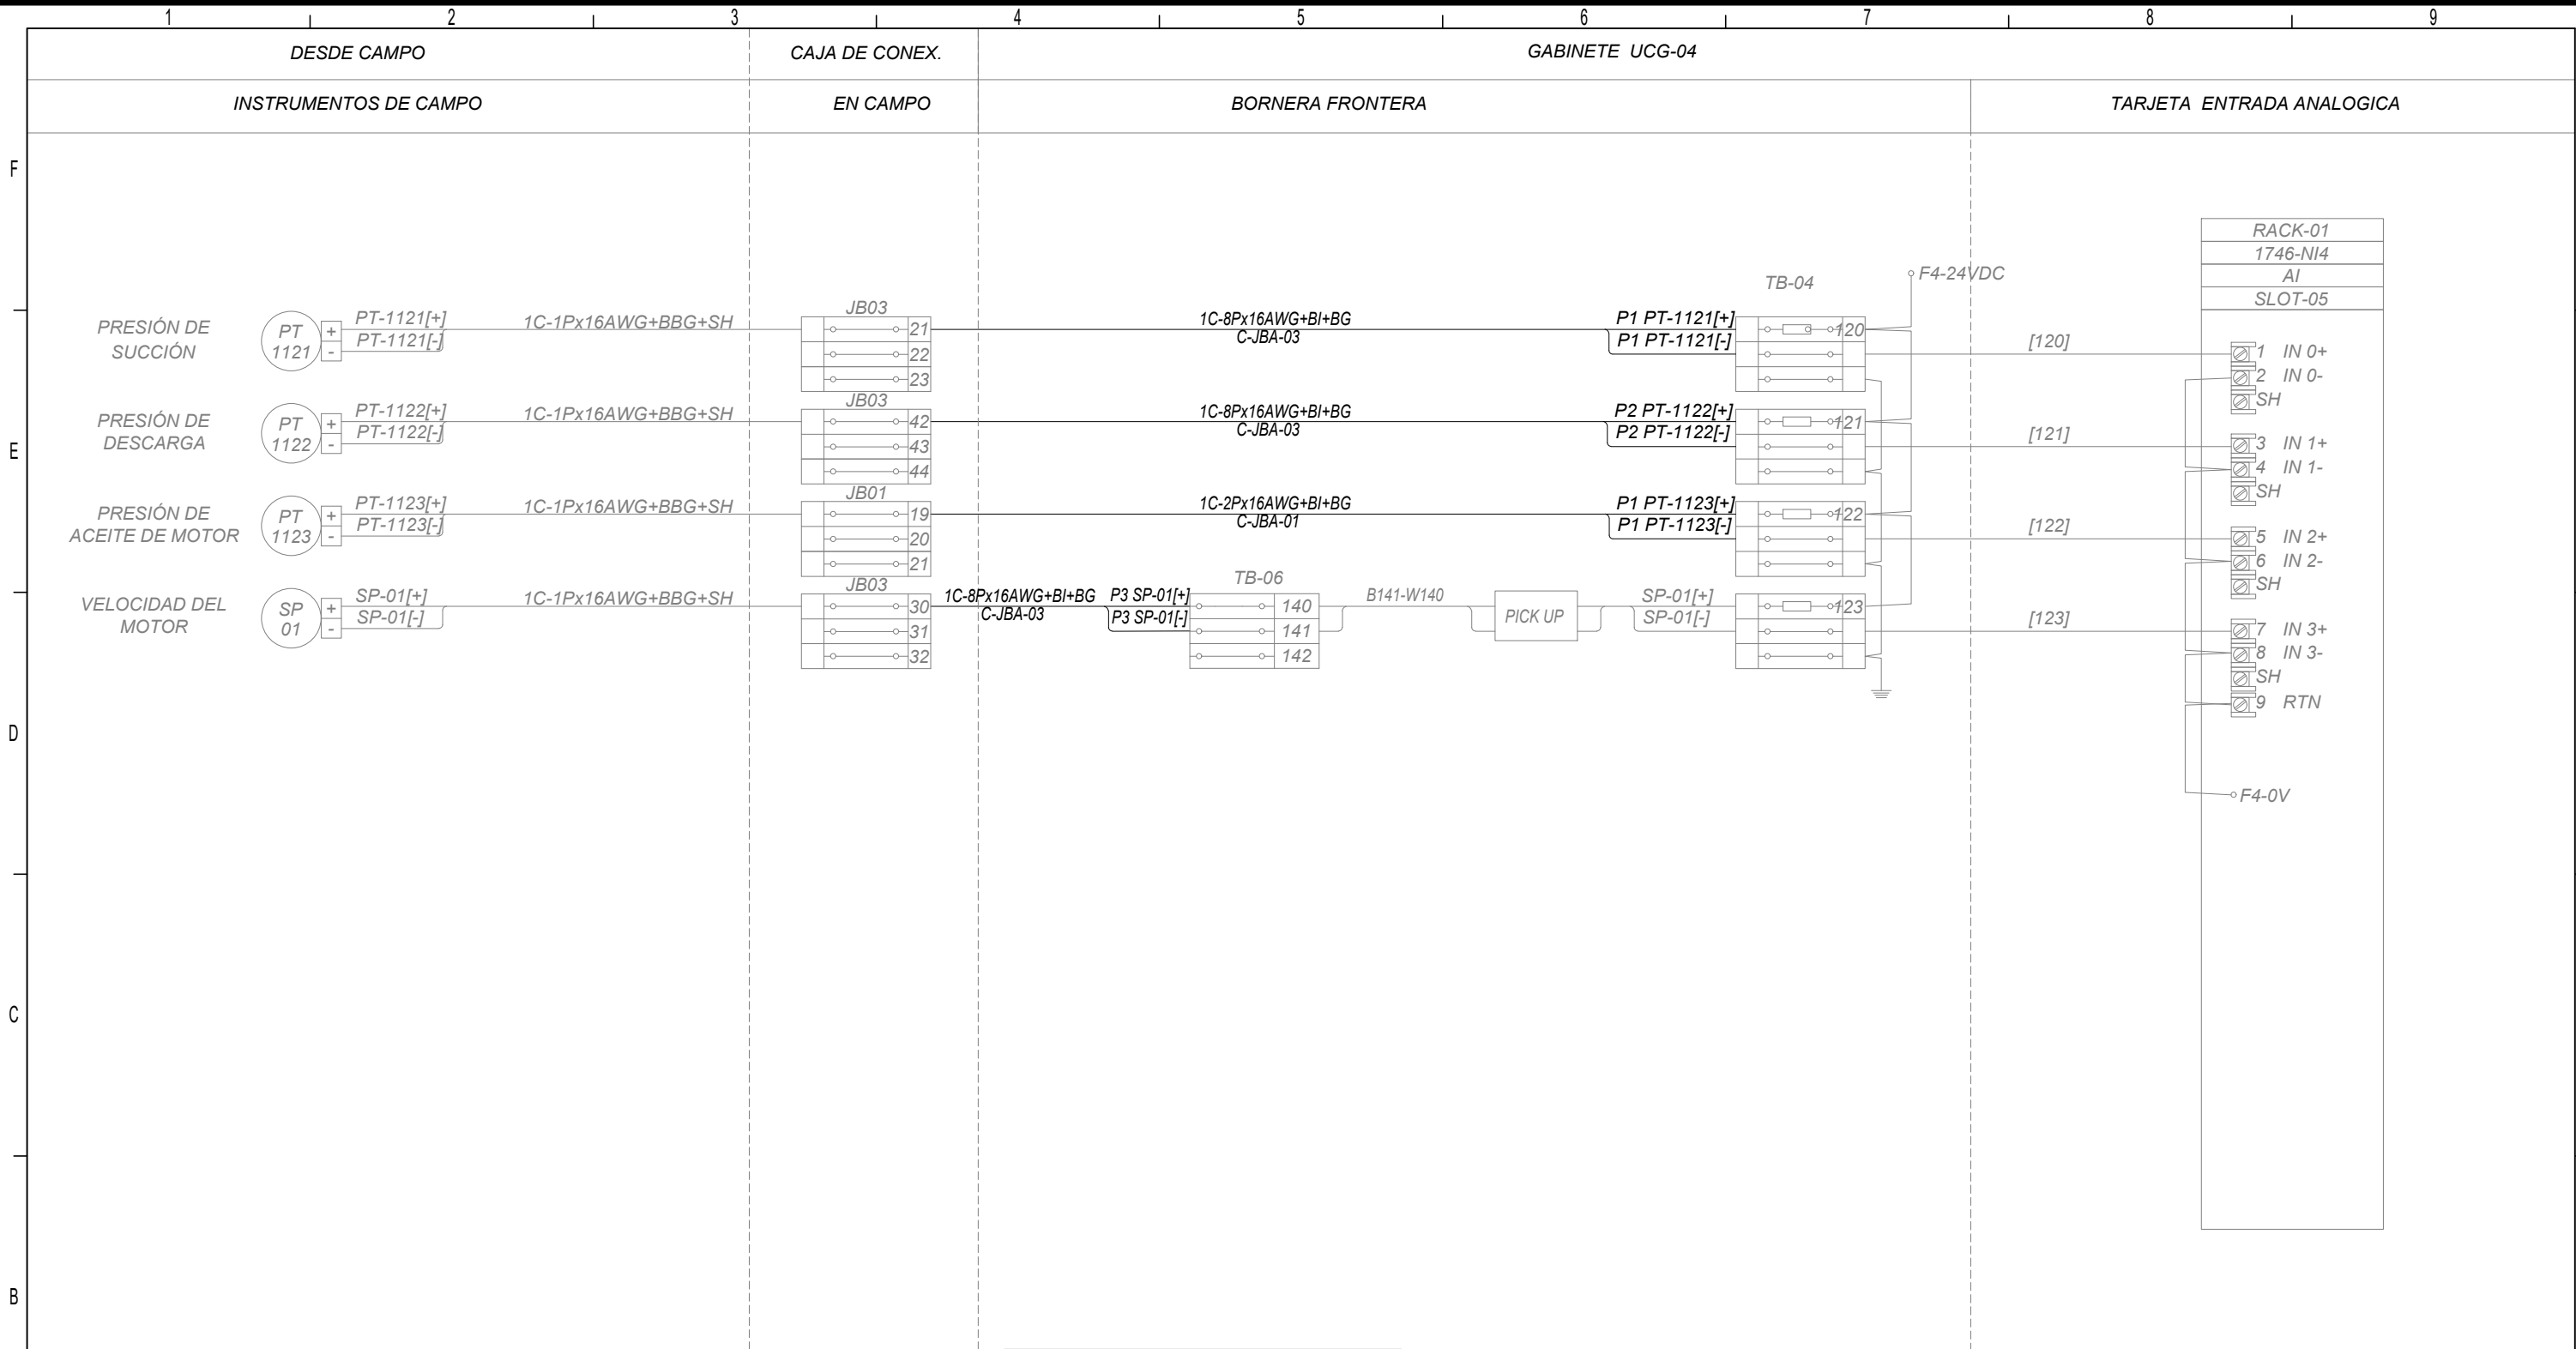 1 2 3 4 5 6 7 8 9
DESDE CAMPO
CAJA DE CONEX.
GABINETE UCG-04
INSTRUMENTOS DE CAMPO
EN CAMPO
BORNERA FRONTERA
TARJETA ENTRADA ANALOGICA
F
E
D
C
B
RACK-01
1746-NI4
AI
SLOT-05
TB-04
F4-24VDC
PRESIÓN DE
SUCCIÓN
PT
1121
+
-
PT-1121[+]
PT-1121[-]
1C-1Px16AWG+BBG+SH
JB03
21
22
23
1C-8Px16AWG+BI+BG
C-JBA-03
P1 PT-1121[+]
P1 PT-1121[-]
120
[120]
1 IN 0+
2 IN 0-
SH
PRESIÓN DE
DESCARGA
PT
1122
+
-
PT-1122[+]
PT-1122[-]
1C-1Px16AWG+BBG+SH
JB03
42
43
44
1C-8Px16AWG+BI+BG
C-JBA-03
P2 PT-1122[+]
P2 PT-1122[-]
121
[121]
3 IN 1+
4 IN 1-
SH
PRESIÓN DE
ACEITE DE MOTOR
PT
1123
+
-
PT-1123[+]
PT-1123[-]
1C-1Px16AWG+BBG+SH
JB01
19
20
21
1C-2Px16AWG+BI+BG
C-JBA-01
P1 PT-1123[+]
P1 PT-1123[-]
122
[122]
5 IN 2+
6 IN 2-
SH
VELOCIDAD DEL
MOTOR
SP
01
+
-
SP-01[+]
SP-01[-]
1C-1Px16AWG+BBG+SH
JB03
30
31
32
1C-8Px16AWG+BI+BG
C-JBA-03
P3 SP-01[+]
P3 SP-01[-]
TB-06
140
141
142
B141-W140
PICK UP
SP-01[+]
SP-01[-]
123
[123]
7 IN 3+
8 IN 3-
SH
9 RTN
F4-0V